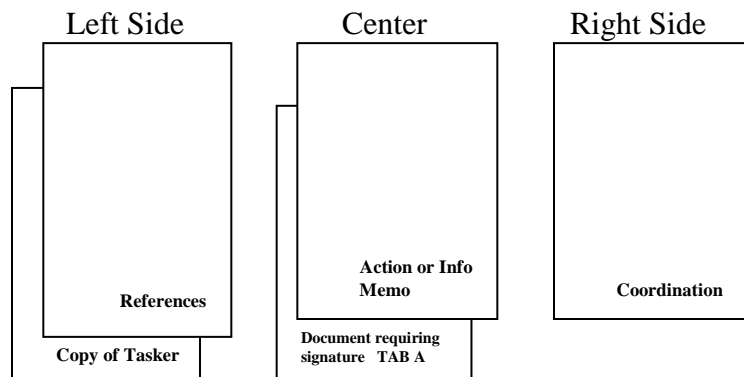 Left Side
Center
Right Side
References
Copy of Tasker
Action or Info
Memo
Document requiring
signature TAB A
Coordination